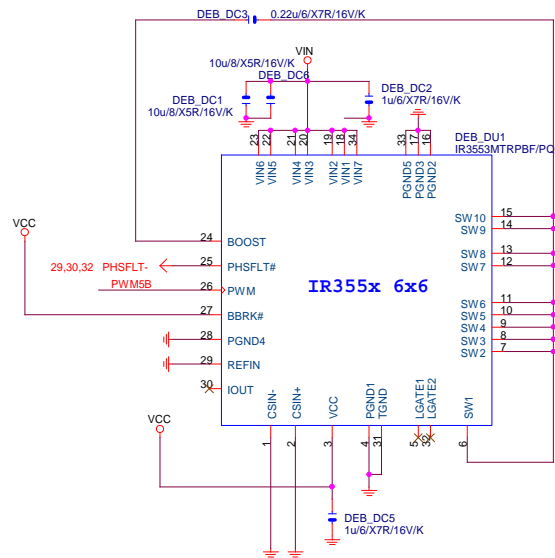 DEB_DC3 0.22u/6/X7R/16V/K
VIN
10u/8/X5R/16V/K
DEB_DC6
DEB_DC1
10u/8/X5R/16V/K
DEB_DC2
1u/6/X7R/16V/K
DEB_DU1
IR3553MTRPBF/PQ
23 22 21 20 19 18 34 33 17 16
VIN6 VIN5 VIN4 VIN3 VIN2 VIN1 VIN7 PGND5 PGND3 PGND2
VCC
24 BOOST
29,30,32 PHSFLT- 25 PHSFLT#
PWM5B 26 PWM
27 BBRK#
28 PGND4
29 REFIN
30 IOUT
IR355x 6x6
SW10 15
SW9 14
SW8 13
SW7 12
SW6 11
SW5 10
SW4 9
SW3 8
SW2 7
CSIN- CSIN+ VCC PGND1 TGND LGATE1 LGATE2 SW1
1 2 3 4 31 5 32 6
VCC
DEB_DC5
1u/6/X7R/16V/K